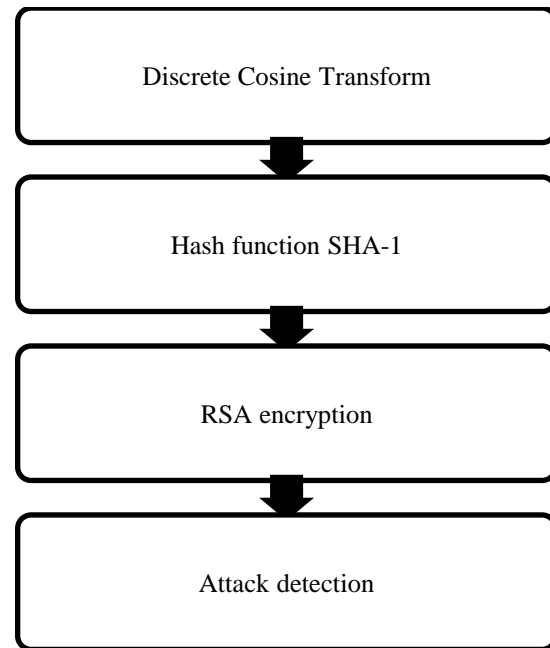 Discrete Cosine Transform
Hash function SHA-1
RSA encryption
Attack detection